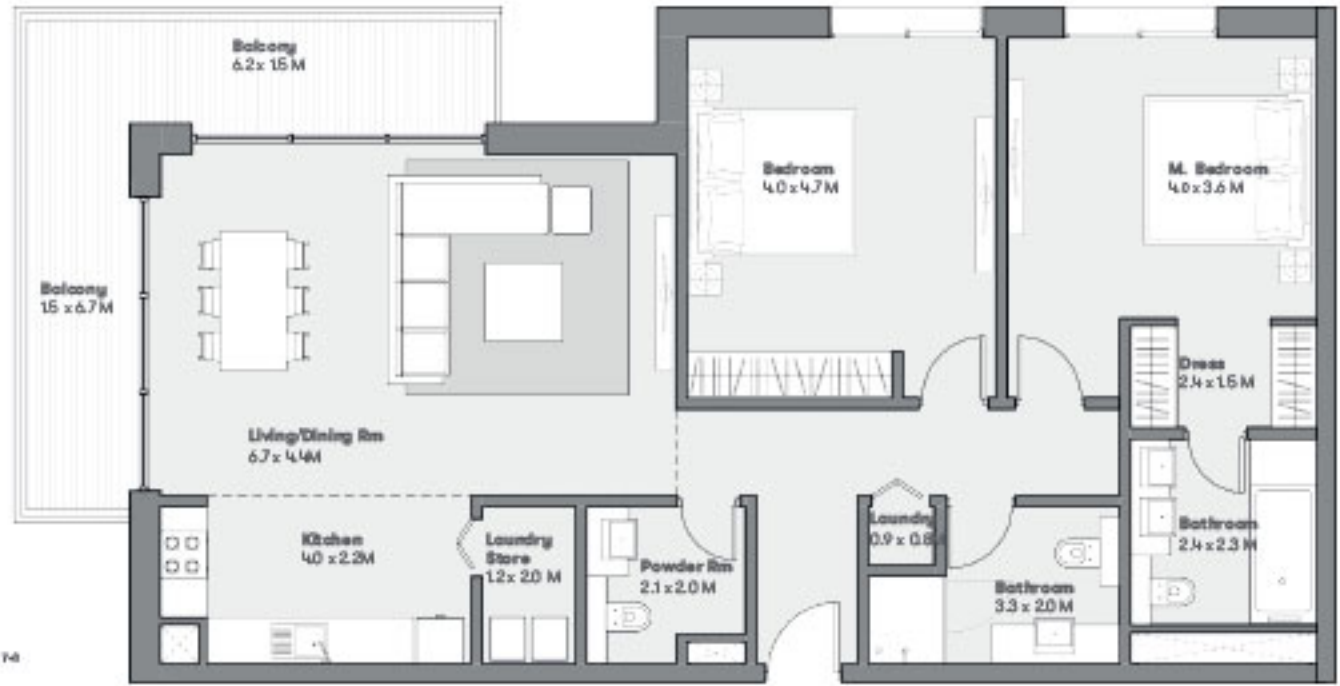 Balcony
6.2 x 1.5 M
Bedroom
4.0 x 4.7 M
M. Bedroom
4.0 x 3.6 M
Balcony
1.5 x 6.7 M
Dress
2.4 x 1.5 M
Living/Dining Rm
6.7 x 4.4M
Kitchen
4.0 x 2.2M
Laundry
Store
1.2 x 2.0 M
Powder Rm
2.1 x 2.0 M
Laundry
0.9 x 0.8
Bathroom
3.3 x 2.0 M
Bathroom
2.4 x 2.3 M